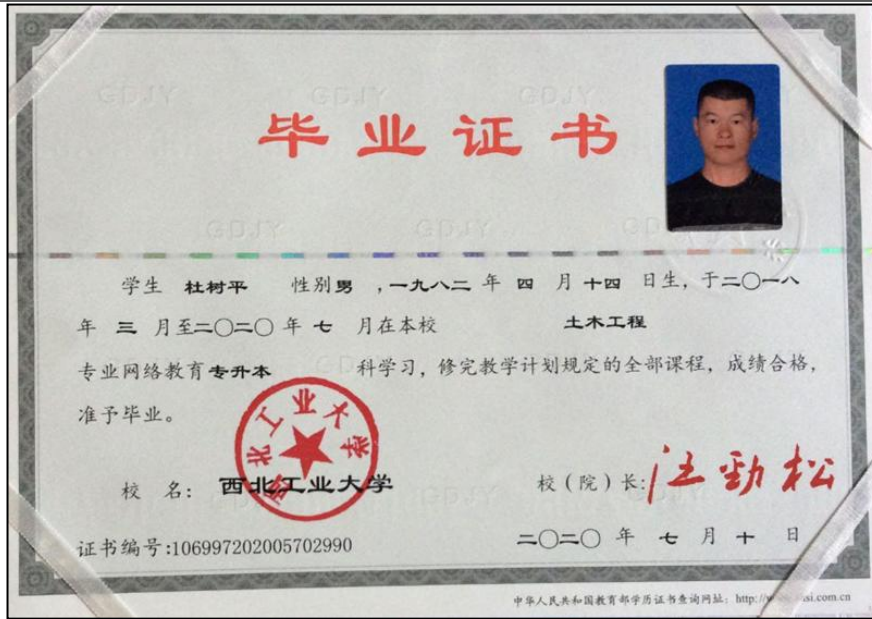 毕业证书
学生 杜树平 性别 男 ,一九八二 年 四 月 十四 日生, 于二〇一八
年 三 月至二〇二〇 年 七 月在本校 土木工程
专业网络教育专升本 科学习, 修完教学计划规定的全部课程, 成绩合格,
准予毕业。
西北工业大学
校 名: 西北工业大学
校(院)长: 汪劲松
证书编号:106997202005702990
二〇二〇 年 七 月 十 日
中华人民共和国教育部学历证书查询网址: http://
GDJY GDJY GDJY
GDJY GDJY GDJY